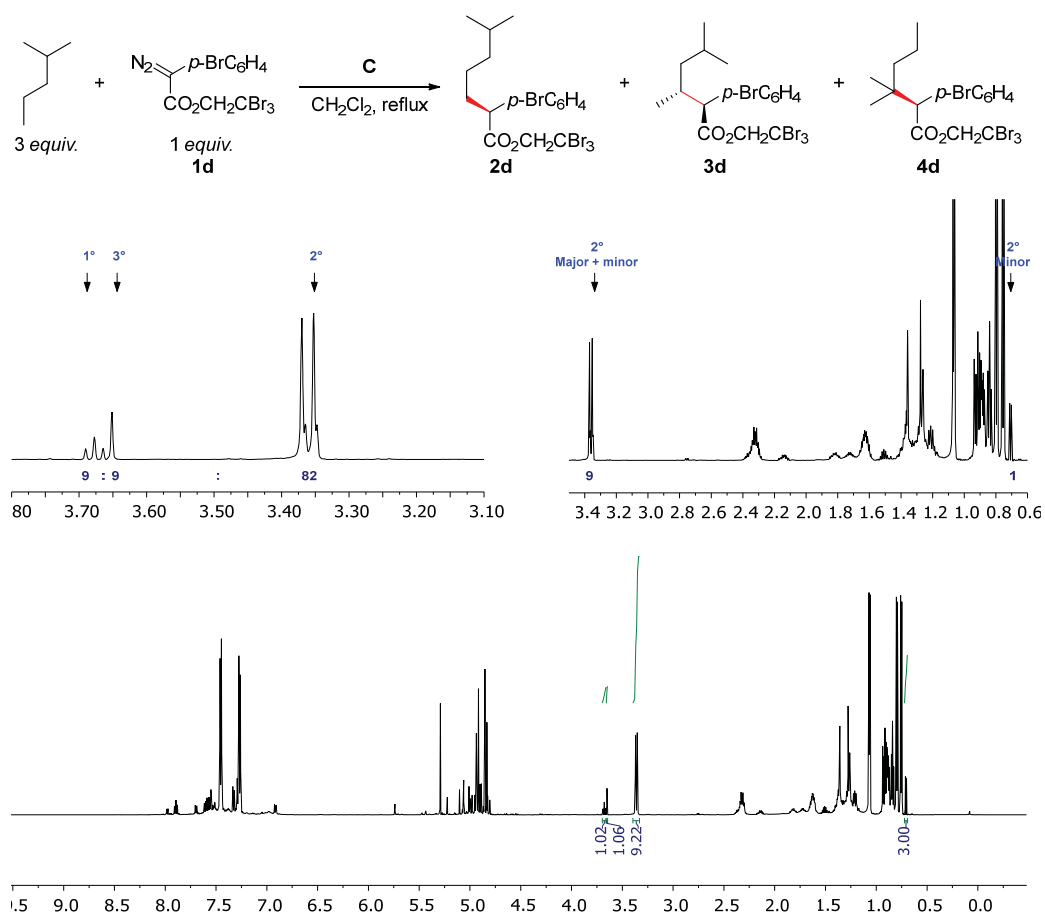 N2 p-BrC6H4
CO2CH2CBr3
3 equiv.
+
1 equiv.
1d
C
CH2Cl2, reflux
p-BrC6H4
CO2CH2CBr3
2d
+
p-BrC6H4
CO2CH2CBr3
3d
+
p-BrC6H4
CO2CH2CBr3
4d
1° 3° 2°
9 : 9 : 82
80 3.70 3.60 3.50 3.40 3.30 3.20 3.10
2°
Major + minor
2°
Minor
9 1
3.4 3.2 3.0 2.8 2.6 2.4 2.2 2.0 1.8 1.6 1.4 1.2 1.0 0.8 0.6
1.02
1.06
9.22
3.00
.5 9.0 8.5 8.0 7.5 7.0 6.5 6.0 5.5 5.0 4.5 4.0 3.5 3.0 2.5 2.0 1.5 1.0 0.5 0.0